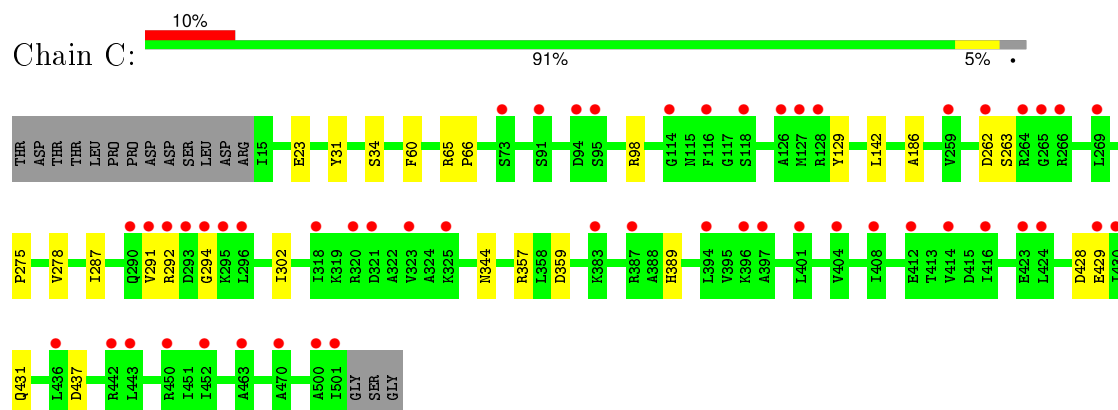 10%
Chain C:
91%
5%
•
THR ASP THR THR LEU PRO PRO ASP ASP SER LEU ASP ARG I15 E23 Y31 S34 F60 R65 P66 S73 S91 D94 S95 R98 G114 N115 F116 G117 S118 A126 M127 R128 Y129 L142 A186 V259 D262 S263 R264 G265 R266 L269
P275 V278 I287 Q290 V291 R292 D293 G294 K295 L296 I302 I318 K319 R320 D321 A322 V323 A324 K325 N344 R357 L358 D359 K383 R387 A388 H389 L394 V395 K396 A397 L401 V404 I408 E412 T413 V414 D415 I416 E423 L424 D428 E429 I430
Q431 L436 D437 R442 L443 R450 I451 I452 A463 A470 A500 I501 GLY SER GLY